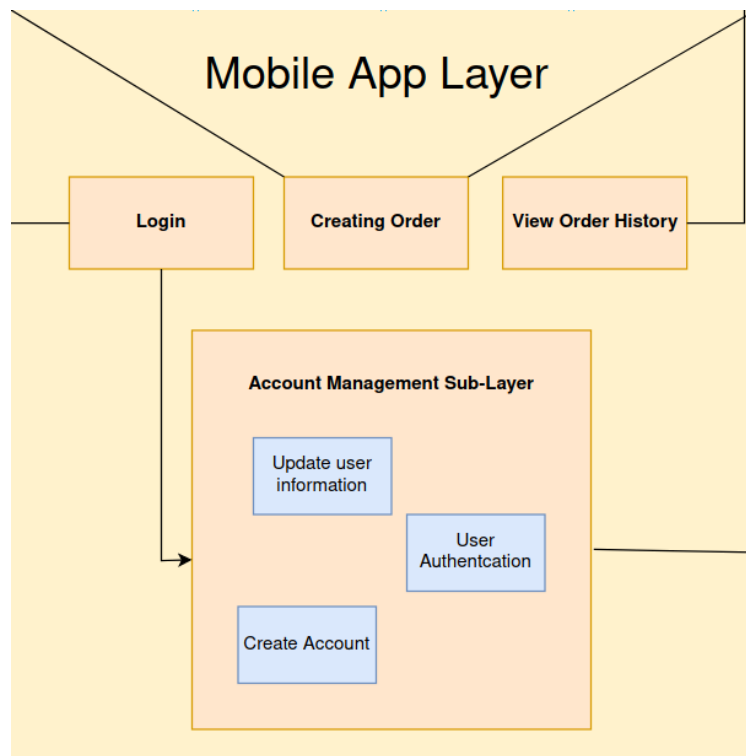 Mobile App Layer
Login
Creating Order
View Order History
Account Management Sub-Layer
Update user
information
User
Authentcation
Create Account